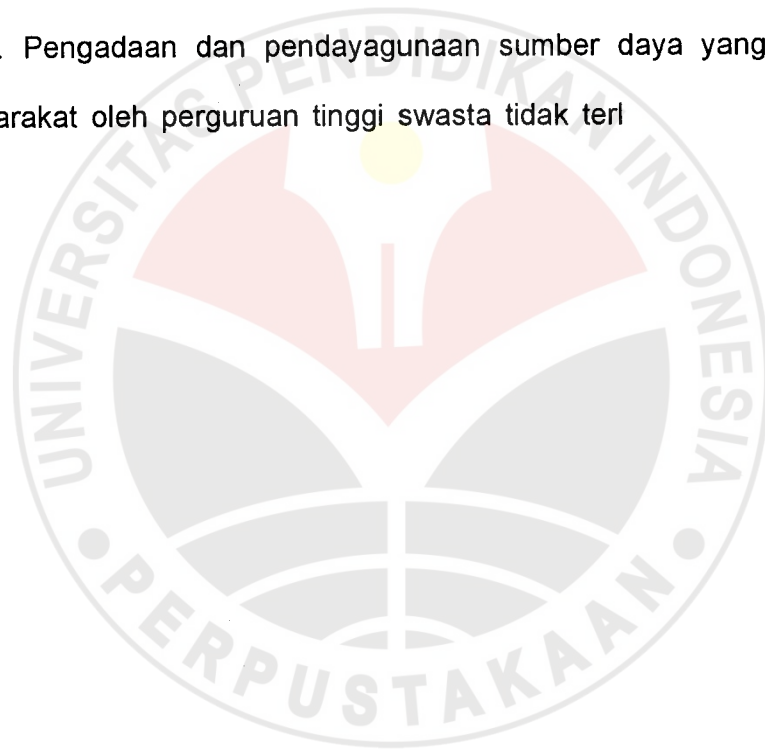 . Pengadaan dan pendayagunaan sumber daya yang
arakat oleh perguruan tinggi swasta tidak terl
UNIVERSITAS PENDIDIKAN INDONESIA
PERPUSTAKAAN